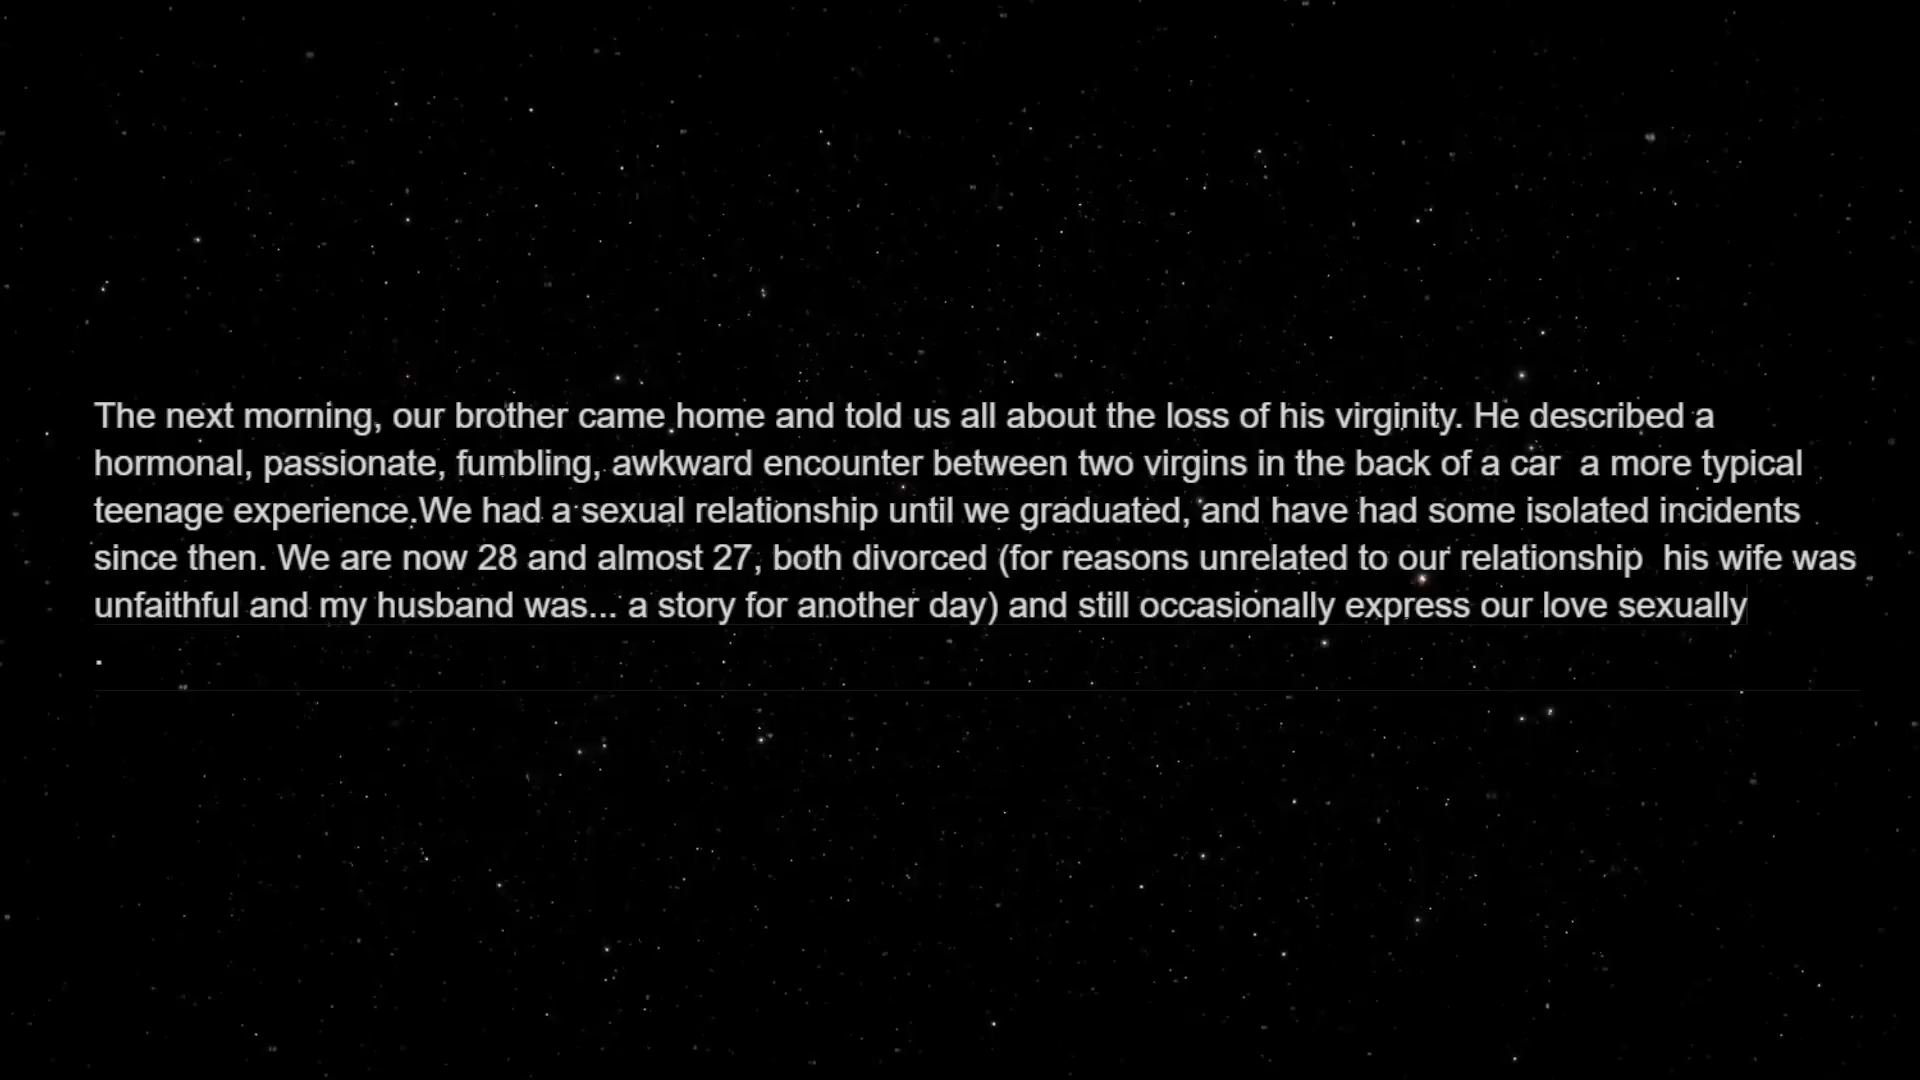 The next morning, our brother came home and told us all about the loss of his virginity. He described a
hormonal, passionate, fumbling, awkward encounter between two virgins in the back of a car  a more typical
teenage experience.We had a sexual relationship until we graduated, and have had some isolated incidents
since then. We are now 28 and almost 27, both divorced (for reasons unrelated to our relationship  his wife was
unfaithful and my husband was... a story for another day) and still occasionally express our love sexually
.